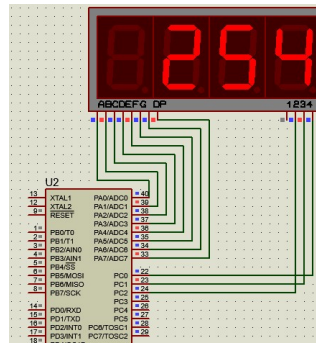 254
ABCDEFG DP 1234
U2
13 XTAL1 PA0/ADC0 40
12 XTAL2 PA1/ADC1 39
9 RESET PA2/ADC2 38
PA3/ADC3 37
1 PB0/T0 PA4/ADC4 36
2 PB1/T1 PA5/ADC5 35
3 PB2/AIN0 PA6/ADC6 34
4 PB3/AIN1 PA7/ADC7 33
5 PB4/SS
6 PB5/MOSI PC0 22
7 PB6/MISO PC1 23
8 PB7/SCK PC2 24
PC3 25
14 PD0/RXD PC4 26
15 PD1/TXD PC5 27
16 PD2/INT0 PC6/TOSC1 28
17 PD3/INT1 PC7/TOSC2 29
18